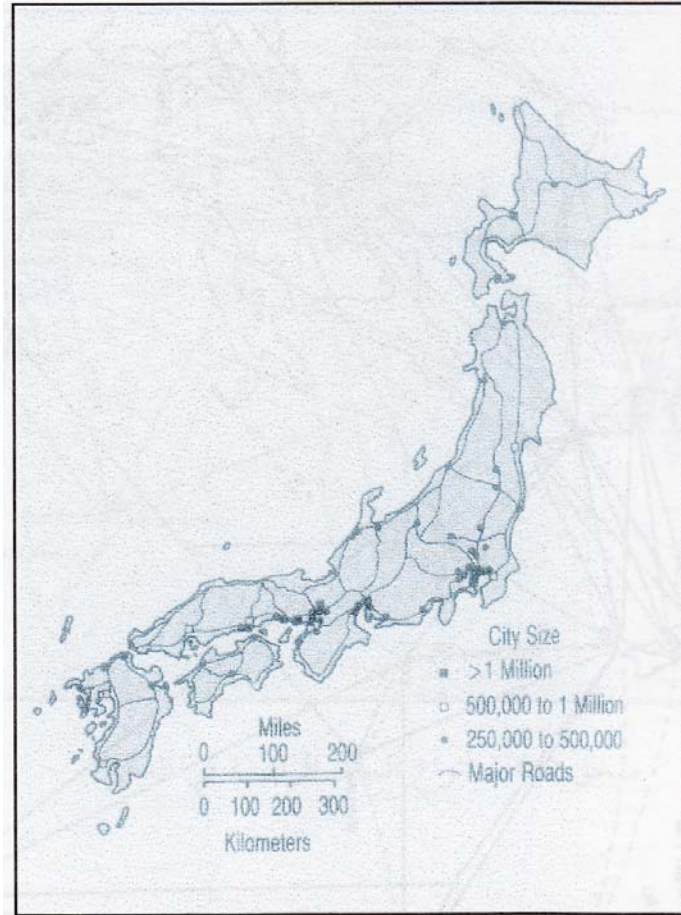 City Size
>1 Million
500,000 to 1 Million
250,000 to 500,000
Major Roads
Miles
0 100 200
0 100 200 300
Kilometers